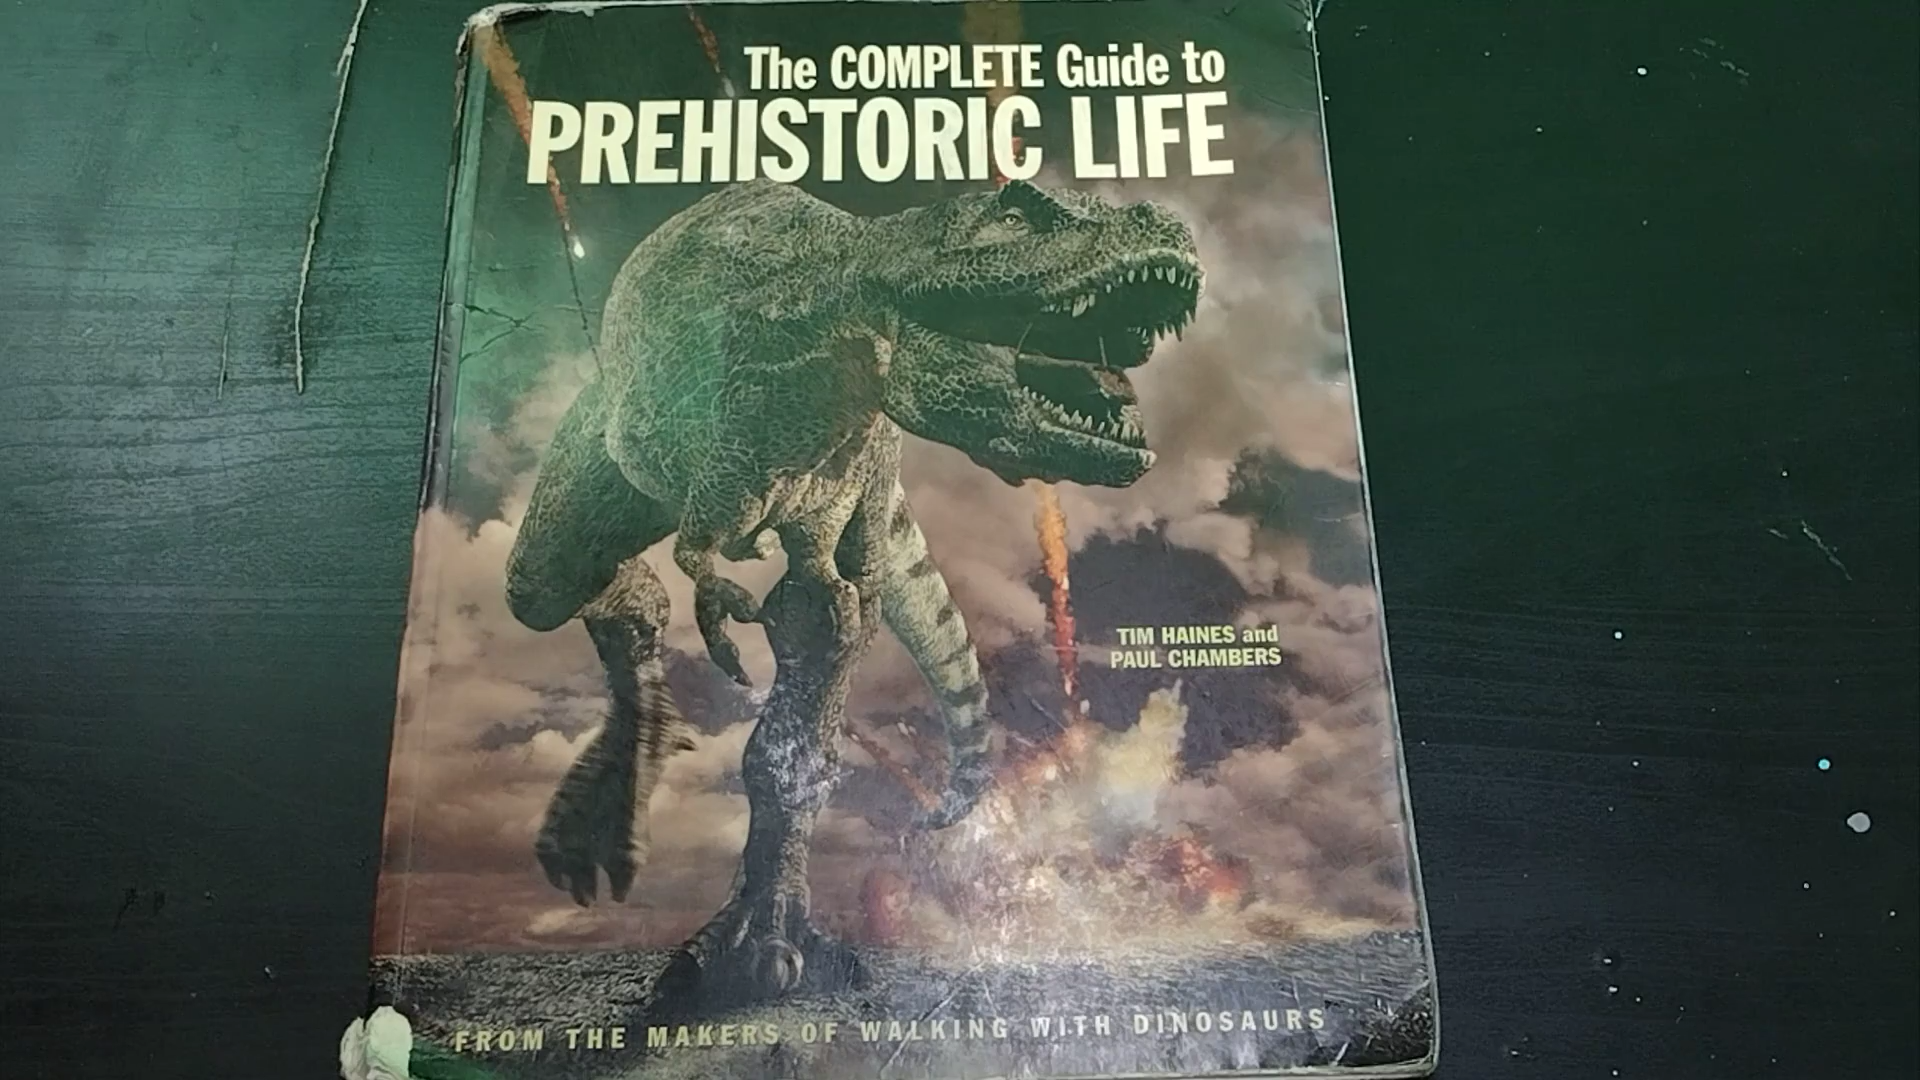 The COMPLETE Guide to
PREHISTORIC LIFE
TIM HAINES and
PAUL CHAMBERS
FROM THE MAKERS OF WALKING WITH DINOSAURS